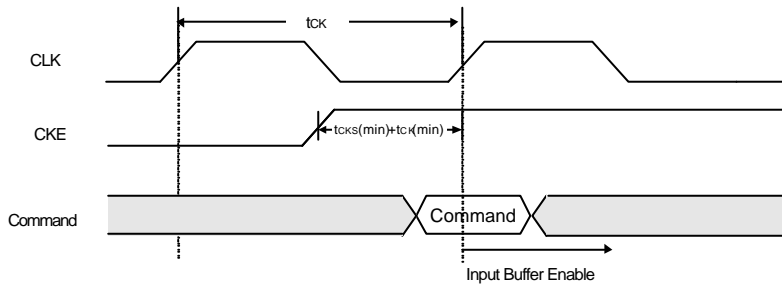 tCK
CLK
CKE
tCKS(min)+tCK(min)
Command
Command
Input Buffer Enable